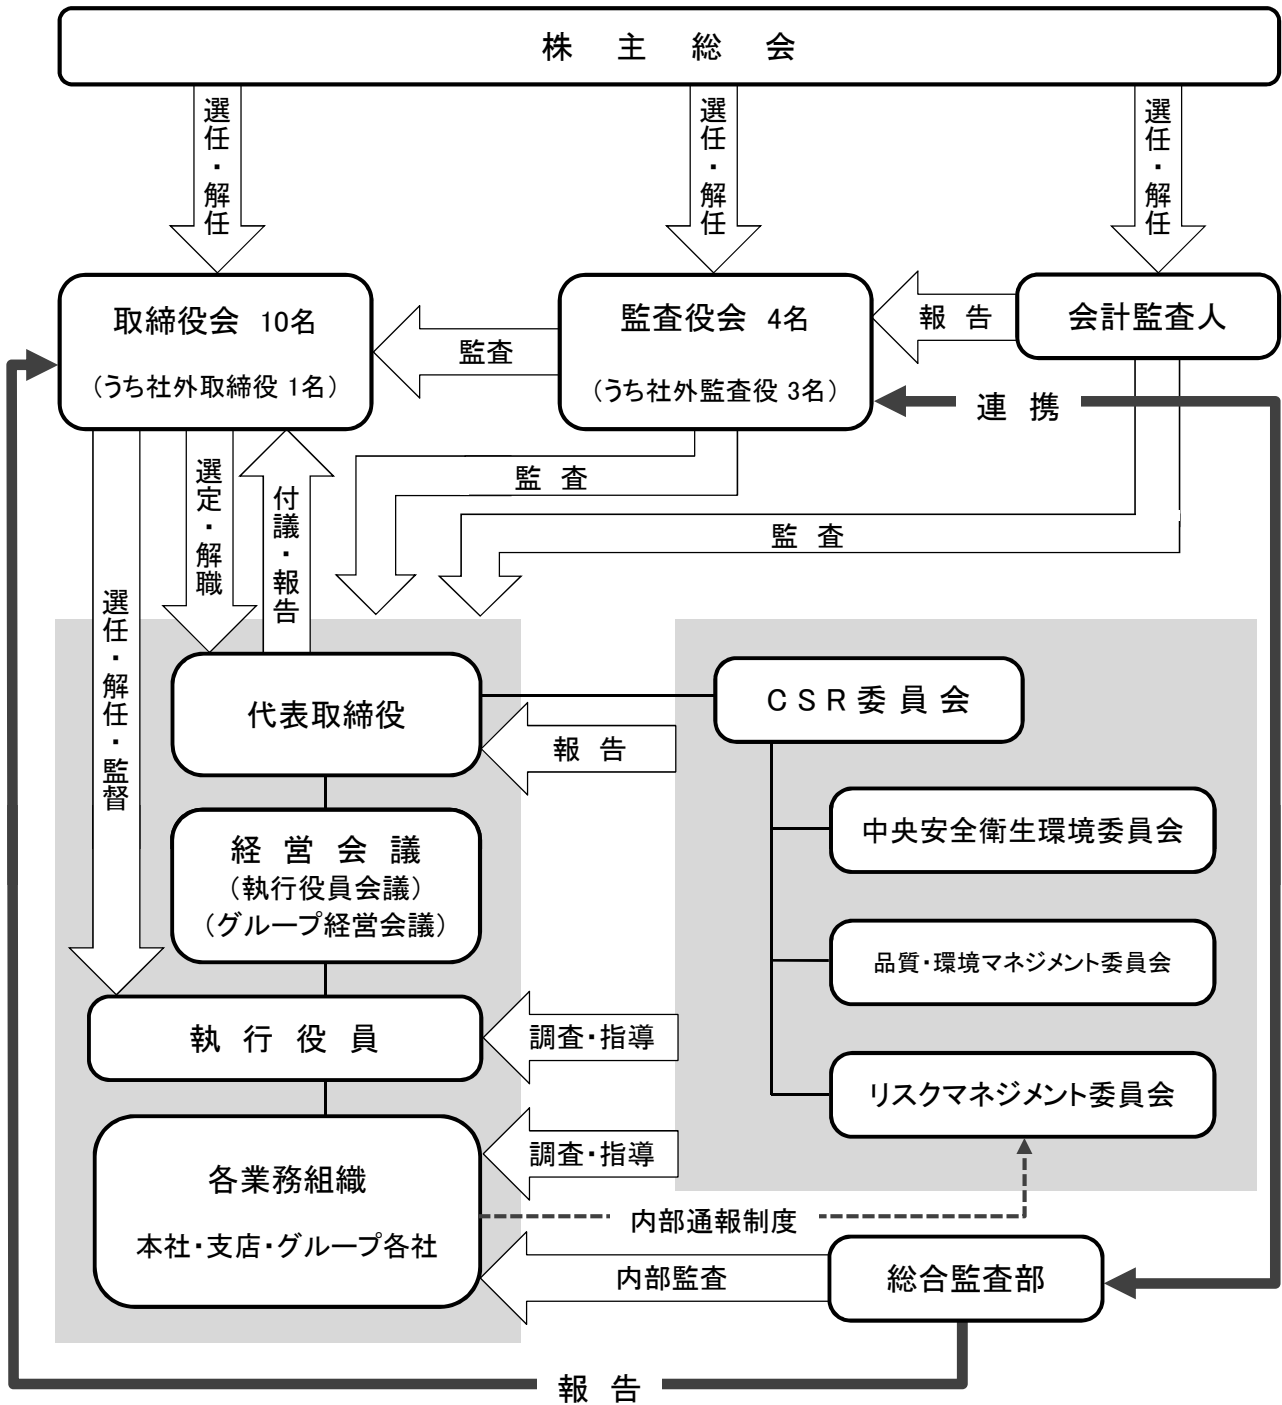 株 主 総 会
選任・解任
選任・解任
選任・解任
取締役会 10名
（うち社外取締役 1名）
監査
監査役会 4名
（うち社外監査役 3名）
報 告
会計監査人
連 携
選任・解任・監督
選定・解職
付議・報告
監 査
監 査
代表取締役
報 告
CSR委員会
経 営 会 議
（執行役員会議）
（グループ経営会議）
中央安全衛生環境委員会
品質・環境マネジメント委員会
執 行 役 員
調査・指導
リスクマネジメント委員会
調査・指導
各業務組織
本社・支店・グループ各社
内部通報制度
内部監査
総合監査部
報 告